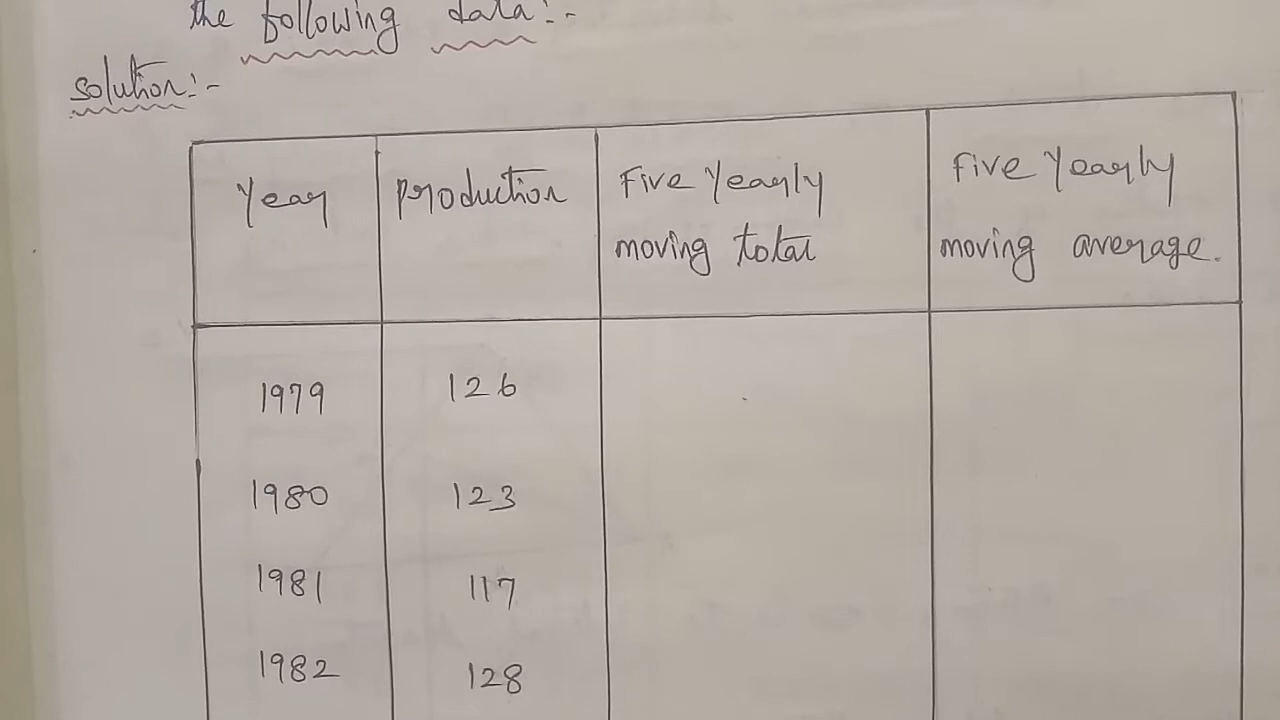 the following data:-
solution:-
Year production Five Yearly moving total Five Yearly moving average.
1979 126
1980 123
1981 117
1982 128